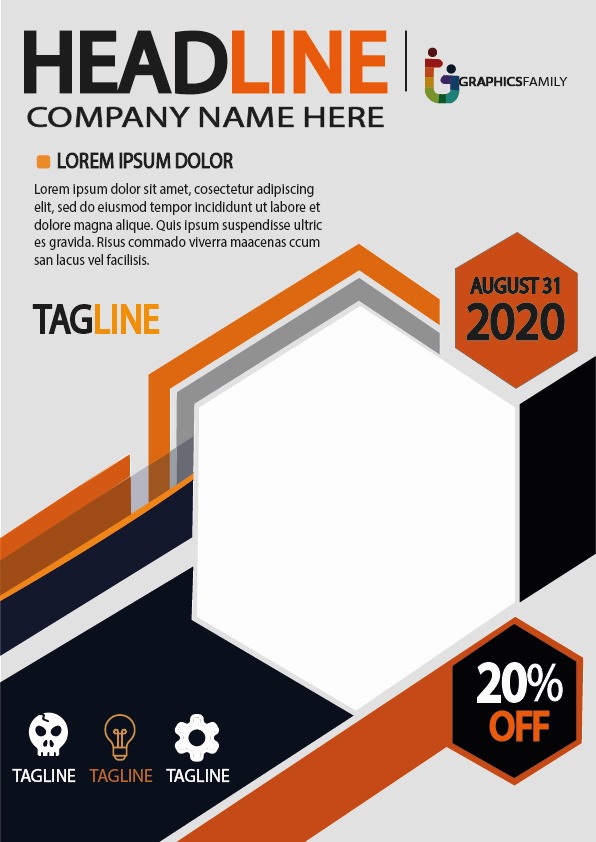 HEADLINE
GRAPHICSFAMILY
COMPANY NAME HERE
LOREM IPSUM DOLOR
Lorem ipsum dolor sit amet, cosectetur adipiscing
elit, sed do eiusmod tempor incididunt ut labore et
dolore magna alique. Quis ipsum suspendisse ultric
es gravida. Risus commado viverra maacenas ccum
san lacus vel facilisis.
AUGUST 31
2020
TAGLINE
20%
OFF
TAGLINE TAGLINE TAGLINE